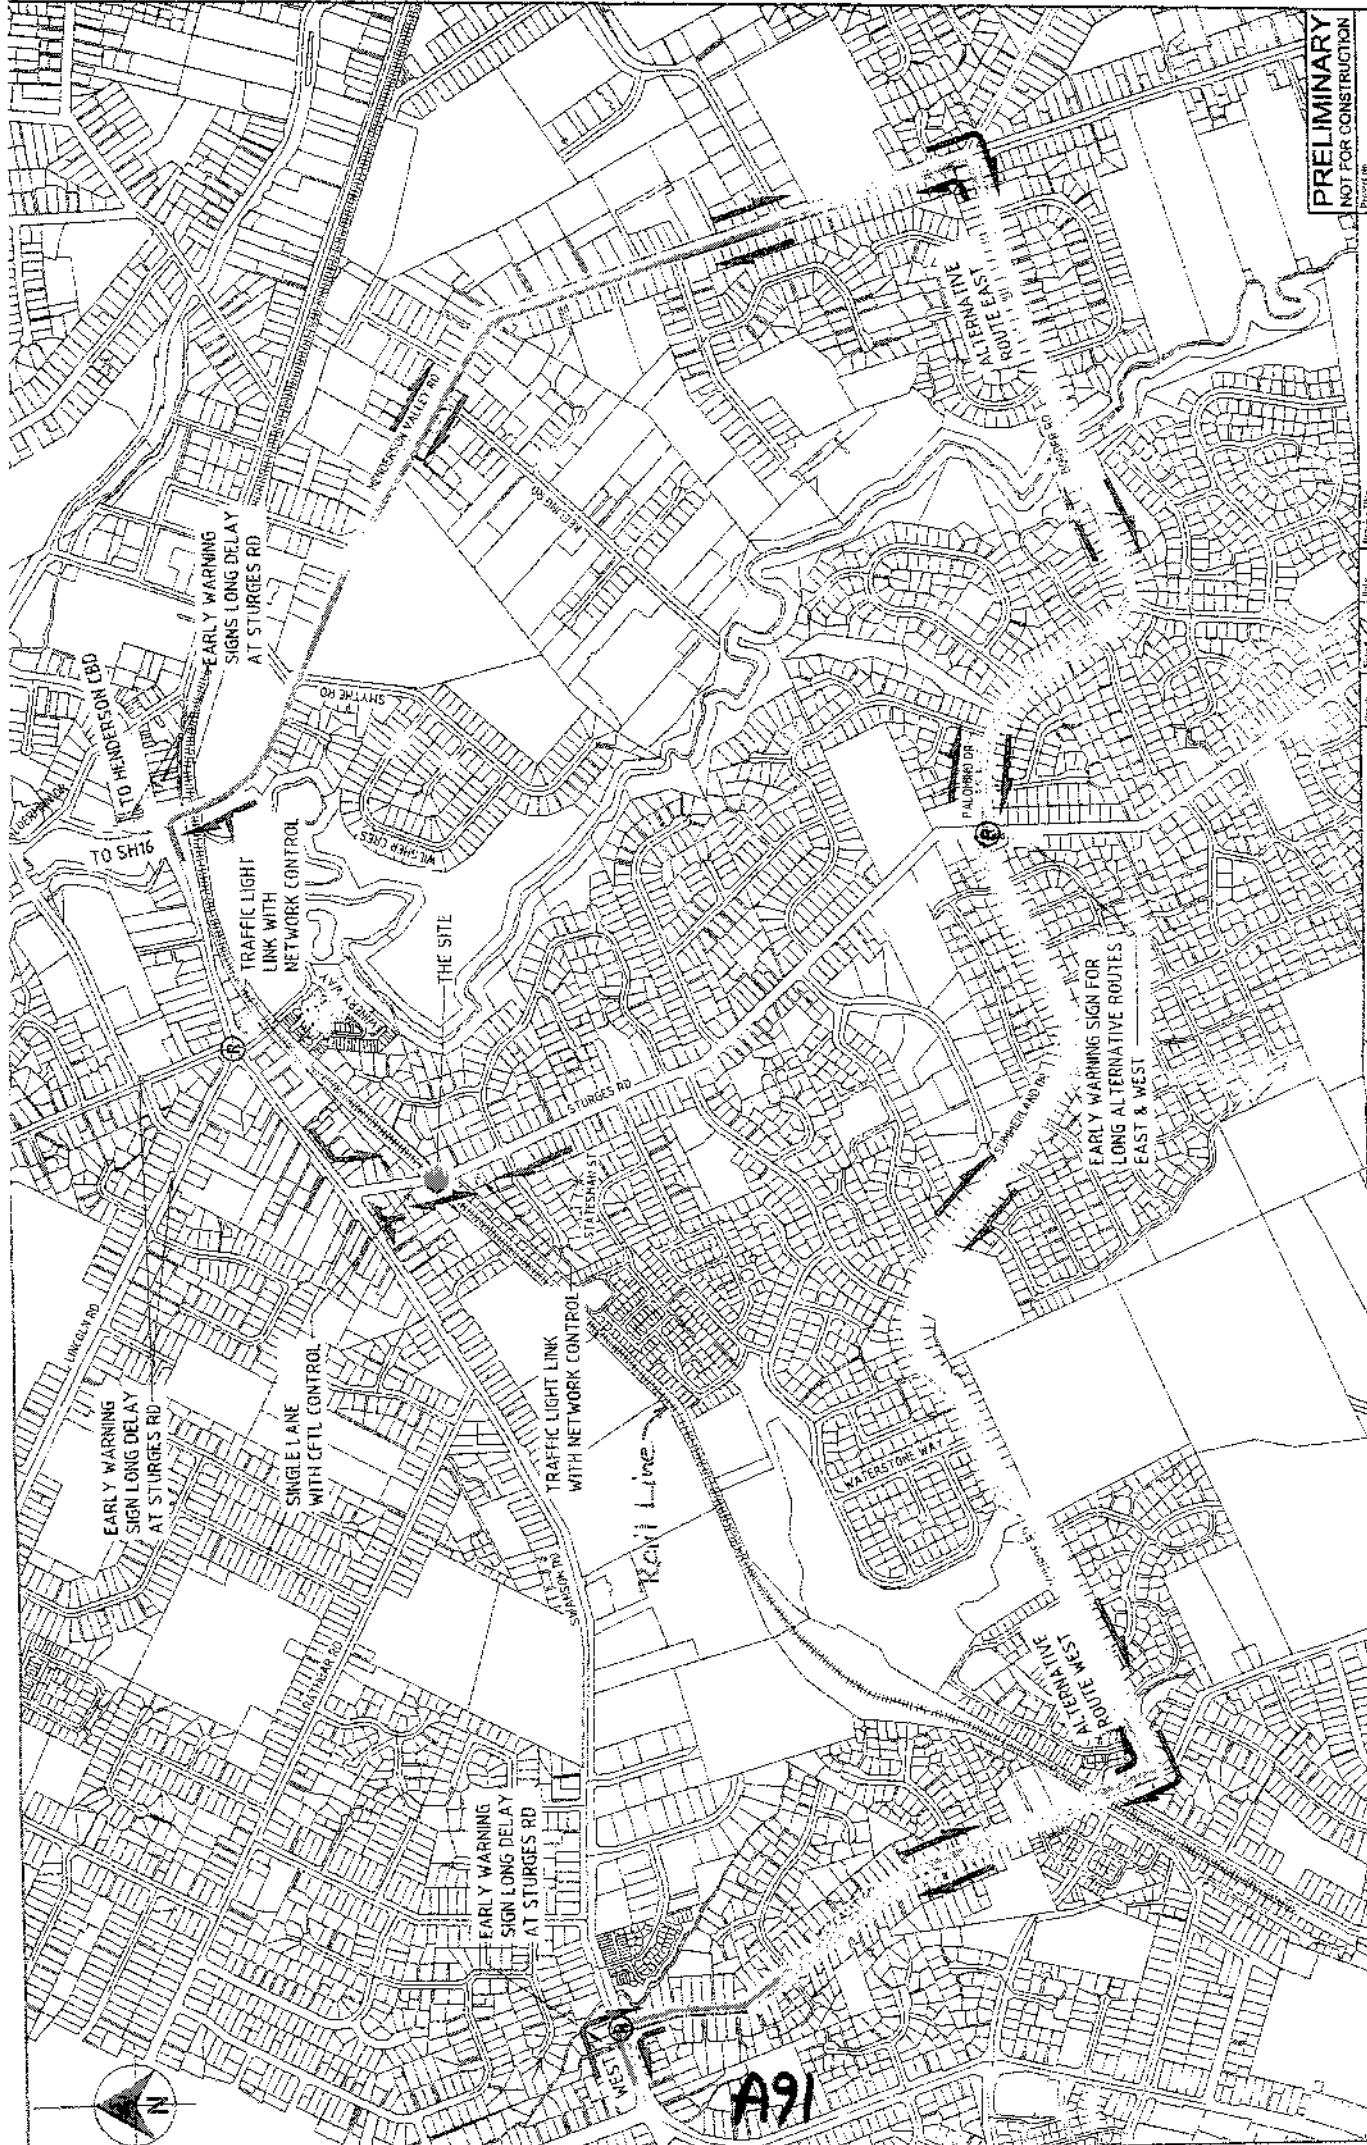 PRELIMINARY
NOT FOR CONSTRUCTION
TO HENDERSON CBD
TO SH16
EARLY WARNING
SIGNS LONG DELAY
AT STURGES RD
HENDERSON VALLEY RD
SMYTHE RD
WILSHER CRES
TRAFFIC LIGHT
LINK WITH
NETWORK CONTROL
THE SITE
ALTERNATIVE
ROUTE EAST
PALOMINO DR
STURGES RD
SUMMERLAND DR
EARLY WARNING SIGN FOR
LONG ALTERNATIVE ROUTES
EAST & WEST
LINCOLN RD
EARLY WARNING
SIGN LONG DELAY
AT STURGES RD
SINGLE LANE
WITH CFTL CONTROL
TRAFFIC LIGHT LINK
WITH NETWORK CONTROL
Rail Line
WATERSTONE WAY
SWANSON RD
RATHGAR RD
EARLY WARNING
SIGN LONG DELAY
AT STURGES RD
ALTERNATIVE
ROUTE WEST
WEST
A91
N
R
R
R